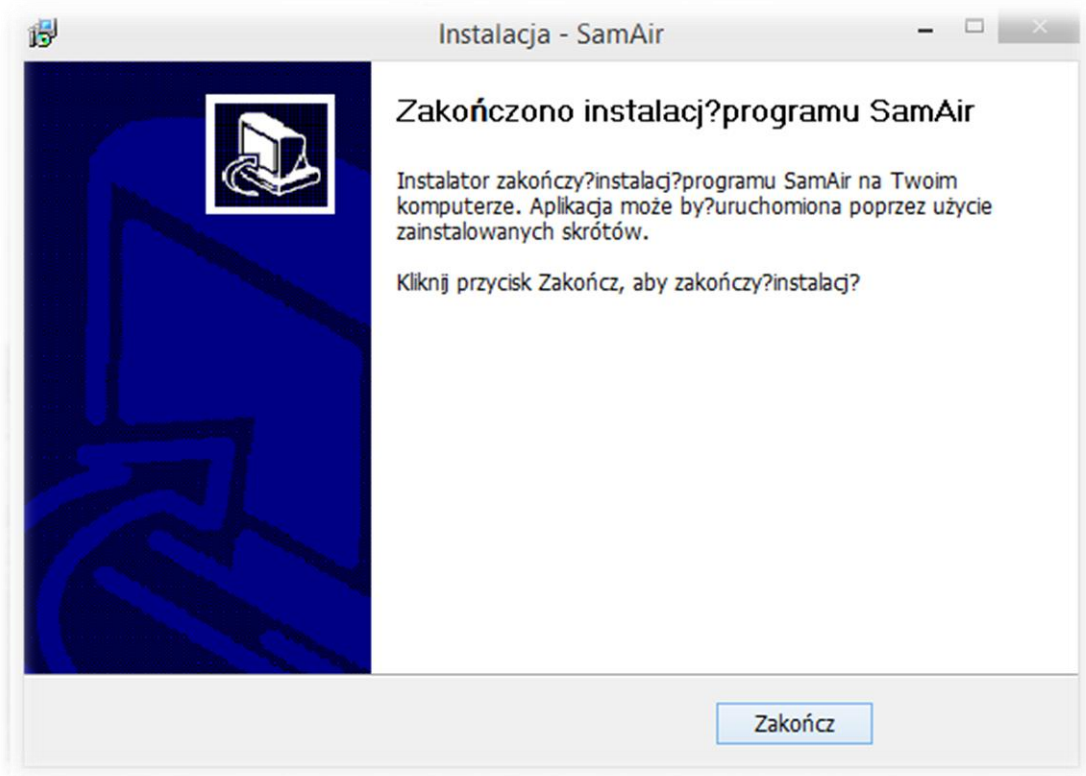 Instalacja - SamAir
Zakończono instalacj?programu SamAir
Instalator zakończy?instalacj?programu SamAir na Twoim
komputerze. Aplikacja może by?uruchomiona poprzez użycie
zainstalowanych skrótów.
Kliknij przycisk Zakończ, aby zakończy?instalacj?
Zakończ